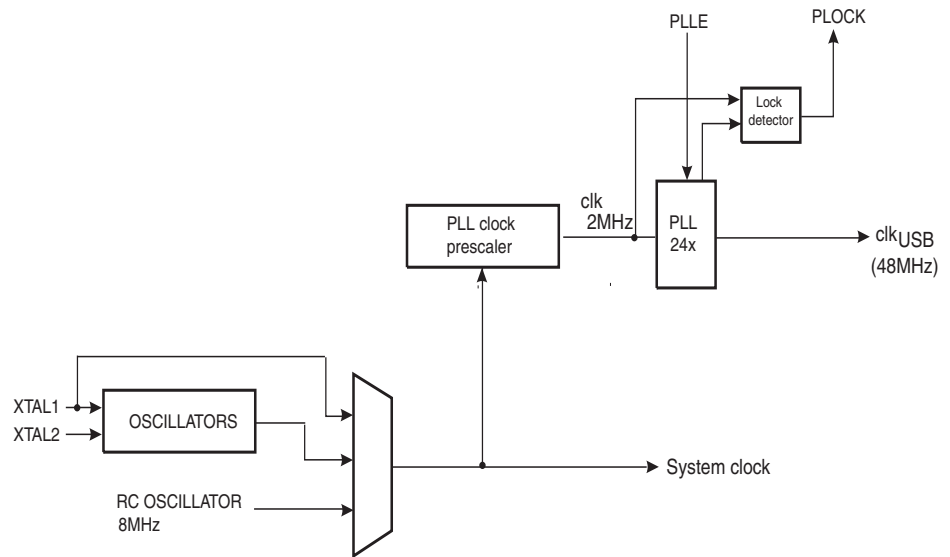 PLLE
PLOCK
Lock
detector
clk
2MHz
PLL clock
prescaler
PLL
24x
clkUSB
(48MHz)
XTAL1
XTAL2
OSCILLATORS
RC OSCILLATOR
8MHz
System clock